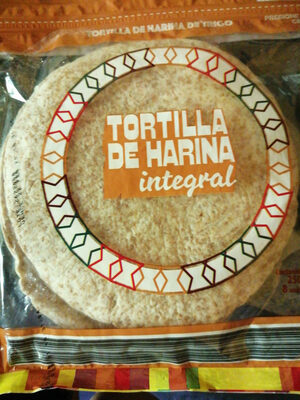 TORTILLA DE HARINA DE TRIGO
TORTILLA
DE HARINA
integral